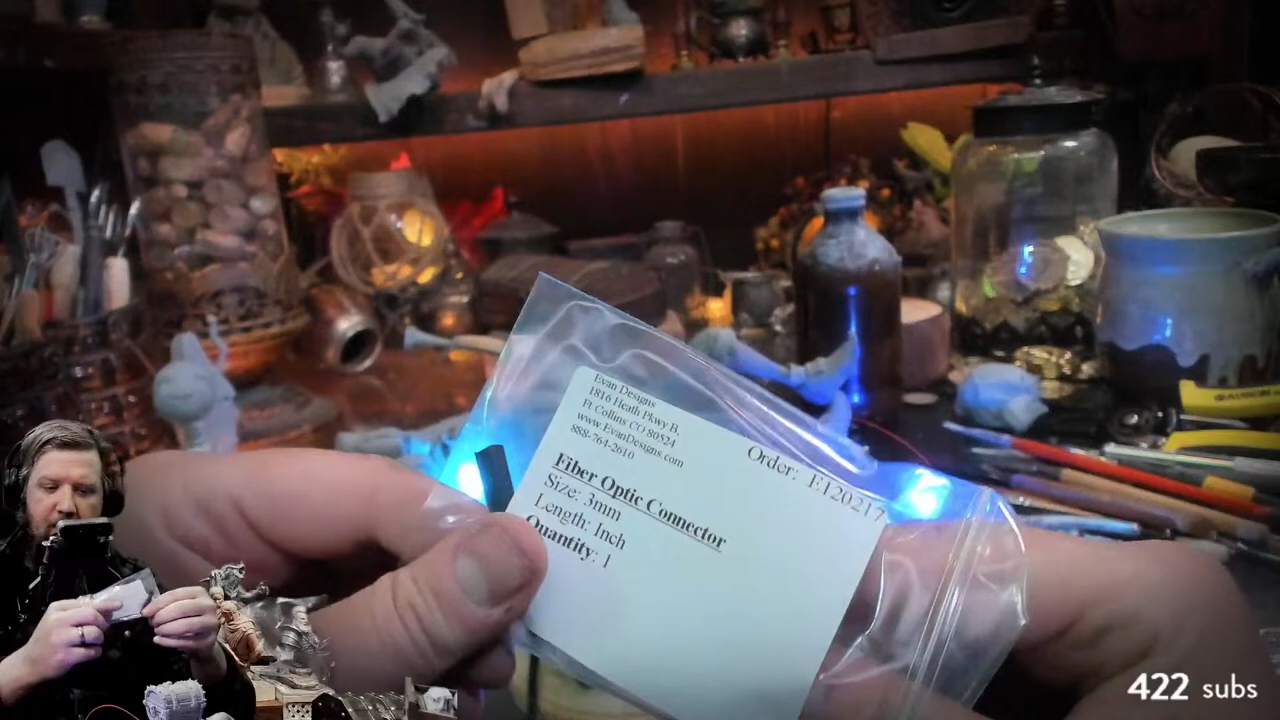 Evan Designs
1816 Heath Pkwy B,
Ft Collins CO 80524
www.EvanDesigns.com
888-764-2610
Order: E120217
Fiber Optic Connector
Size: 3mm
Length: Inch
Quantity: 1
422 subs